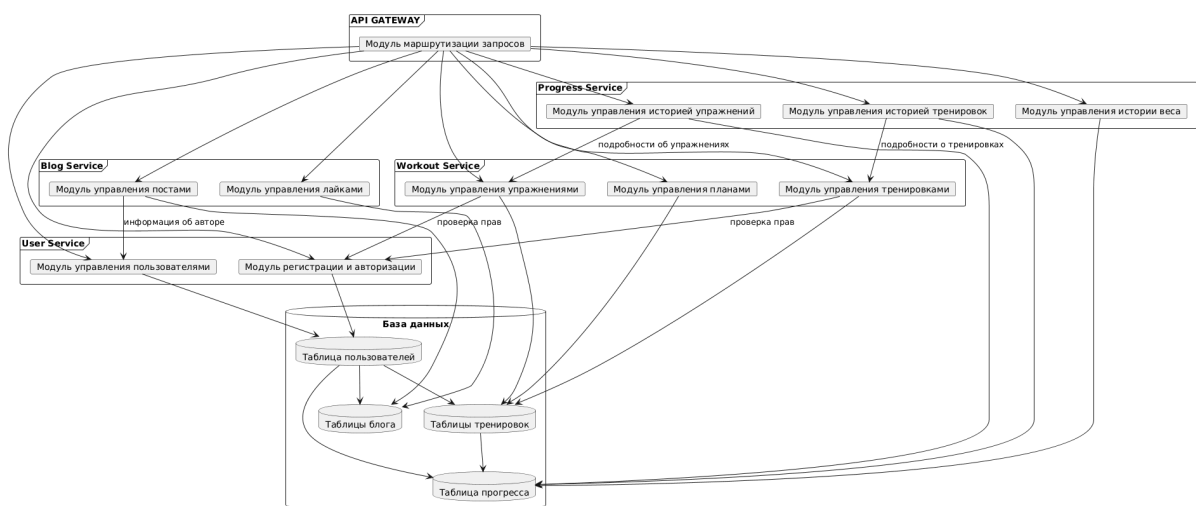 API GATEWAY
Модуль маршрутизации запросов
Progress Service
Модуль управления историей упражнений
Модуль управления историей тренировок
Модуль управления истории веса
подробности об упражнениях
подробности о тренировках
Blog Service
Модуль управления постами
Модуль управления лайками
Workout Service
Модуль управления упражнениями
Модуль управления планами
Модуль управления тренировками
информация об авторе
проверка прав
проверка прав
User Service
Модуль управления пользователями
Модуль регистрации и авторизации
База данных
Таблица пользователей
Таблицы блога
Таблицы тренировок
Таблица прогресса